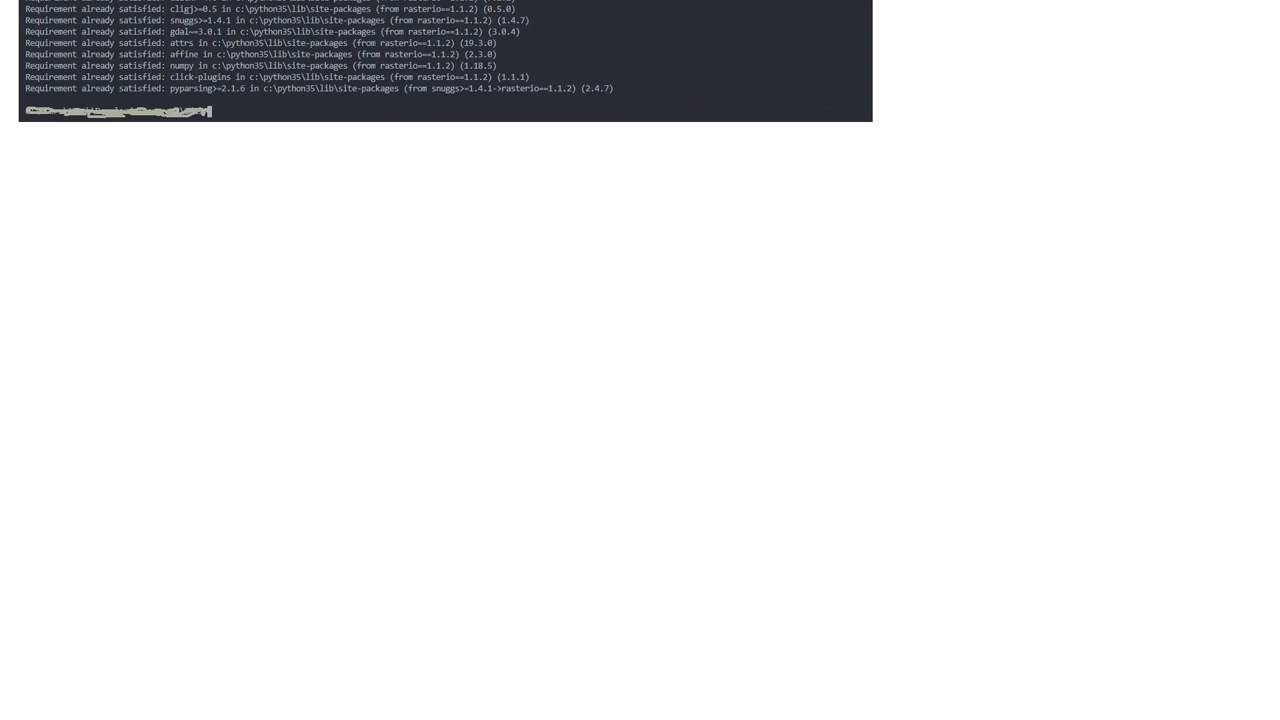 Requirement already satisfied: cligj>=0.5 in c:\python35\lib\site-packages (from rasterio==1.1.2) (0.5.0)
Requirement already satisfied: snuggs>=1.4.1 in c:\python35\lib\site-packages (from rasterio==1.1.2) (1.4.7)
Requirement already satisfied: gdal~=3.0.1 in c:\python35\lib\site-packages (from rasterio==1.1.2) (3.0.4)
Requirement already satisfied: attrs in c:\python35\lib\site-packages (from rasterio==1.1.2) (19.3.0)
Requirement already satisfied: affine in c:\python35\lib\site-packages (from rasterio==1.1.2) (2.3.0)
Requirement already satisfied: numpy in c:\python35\lib\site-packages (from rasterio==1.1.2) (1.18.5)
Requirement already satisfied: click-plugins in c:\python35\lib\site-packages (from rasterio==1.1.2) (1.1.1)
Requirement already satisfied: pyparsing>=2.1.6 in c:\python35\lib\site-packages (from snuggs>=1.4.1->rasterio==1.1.2) (2.4.7)